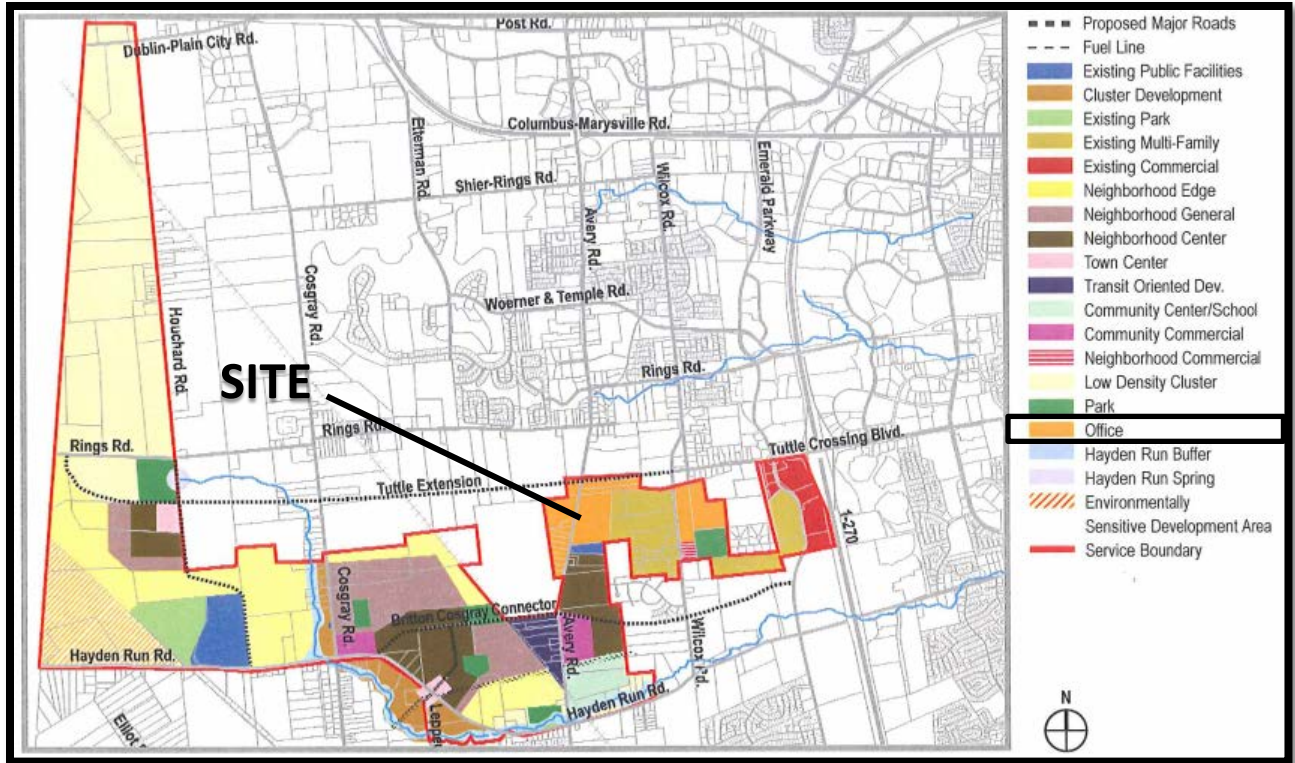 Post Rd.
Dublin-Plain City Rd.
Columbus-Marysville Rd.
Etterman Rd.
Shier-Rings Rd.
Avery Rd.
Wilcox Rd.
Emerald Parkway
Cosgray Rd.
Woerner & Temple Rd.
Houchard Rd.
Rings Rd.
SITE
Rings Rd.
Rings Rd.
Tuttle Crossing Blvd.
Tuttle Extension
1-270
Cosgray Rd.
Britton Cosgray Connector
Avery Rd.
Wilcox Rd.
Hayden Run Rd.
Hayden Run Rd.
N
Proposed Major Roads
Fuel Line
Existing Public Facilities
Cluster Development
Existing Park
Existing Multi-Family
Existing Commercial
Neighborhood Edge
Neighborhood General
Neighborhood Center
Town Center
Transit Oriented Dev.
Community Center/School
Community Commercial
Neighborhood Commercial
Low Density Cluster
Park
Office
Hayden Run Buffer
Hayden Run Spring
Environmentally
Sensitive Development Area
Service Boundary